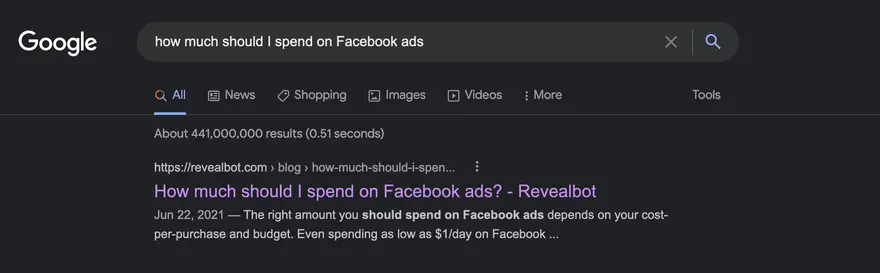 Google
how much should I spend on Facebook ads
All News Shopping Images Videos More Tools
About 441,000,000 results (0.51 seconds)
https://revealbot.com › blog › how-much-should-i-spen...
How much should I spend on Facebook ads? - Revealbot
Jun 22, 2021 — The right amount you should spend on Facebook ads depends on your cost-
per-purchase and budget. Even spending as low as $1/day on Facebook ...